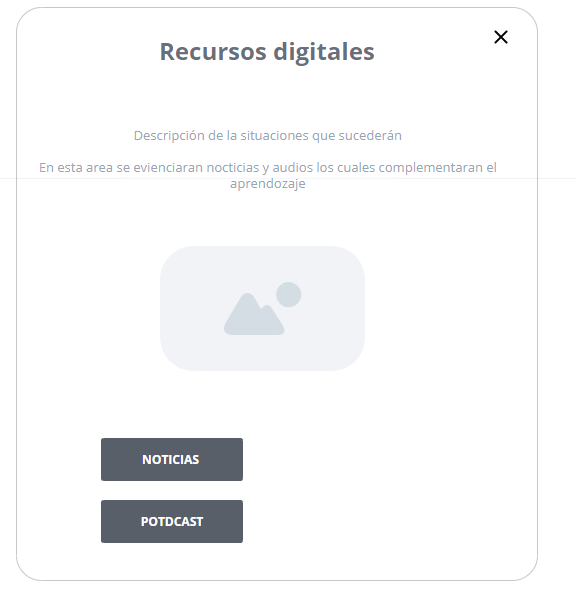 Recursos digitales
Descripción de la situaciones que sucederán
En esta area se evienciaran nocticias y audios los cuales complementaran el
aprendozaje
NOTICIAS
POTDCAST